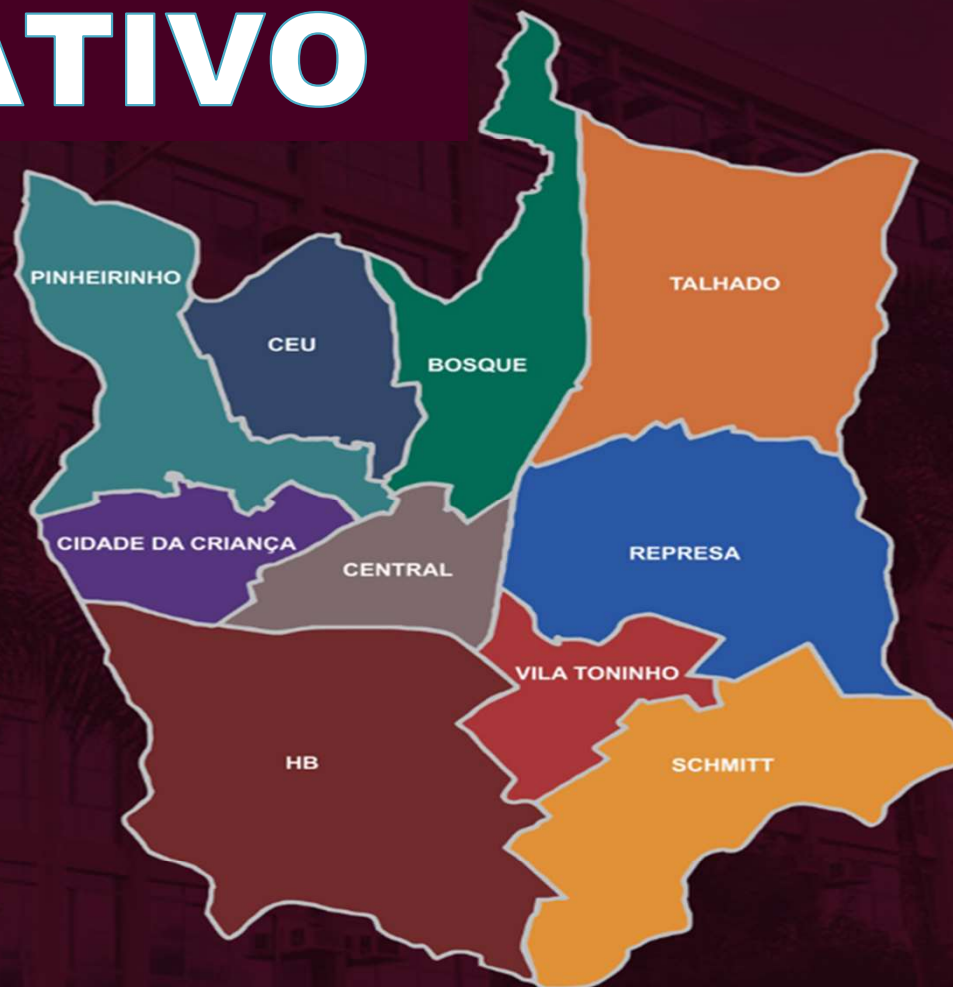 ATIVO
PINHEIRINHO
TALHADO
CEU
BOSQUE
CIDADE DA CRIANÇA
CENTRAL
REPRESA
VILA TONINHO
HB
SCHMITT